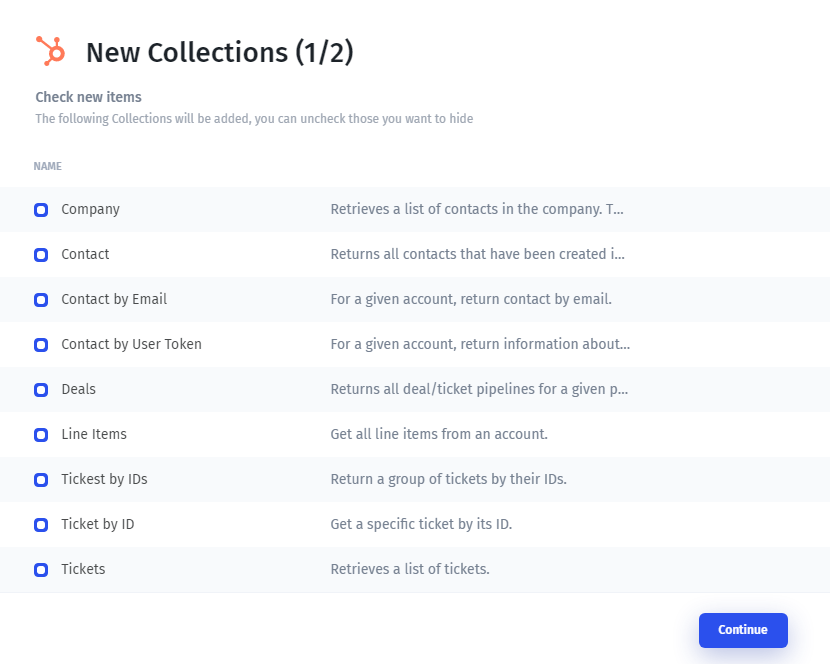 New Collections (1/2)
Check new items
The following Collections will be added, you can uncheck those you want to hide
NAME
Company Retrieves a list of contacts in the company. T...
Contact Returns all contacts that have been created i...
Contact by Email For a given account, return contact by email.
Contact by User Token For a given account, return information about...
Deals Returns all deal/ticket pipelines for a given p...
Line Items Get all line items from an account.
Tickest by IDs Return a group of tickets by their IDs.
Ticket by ID Get a specific ticket by its ID.
Tickets Retrieves a list of tickets.
Continue